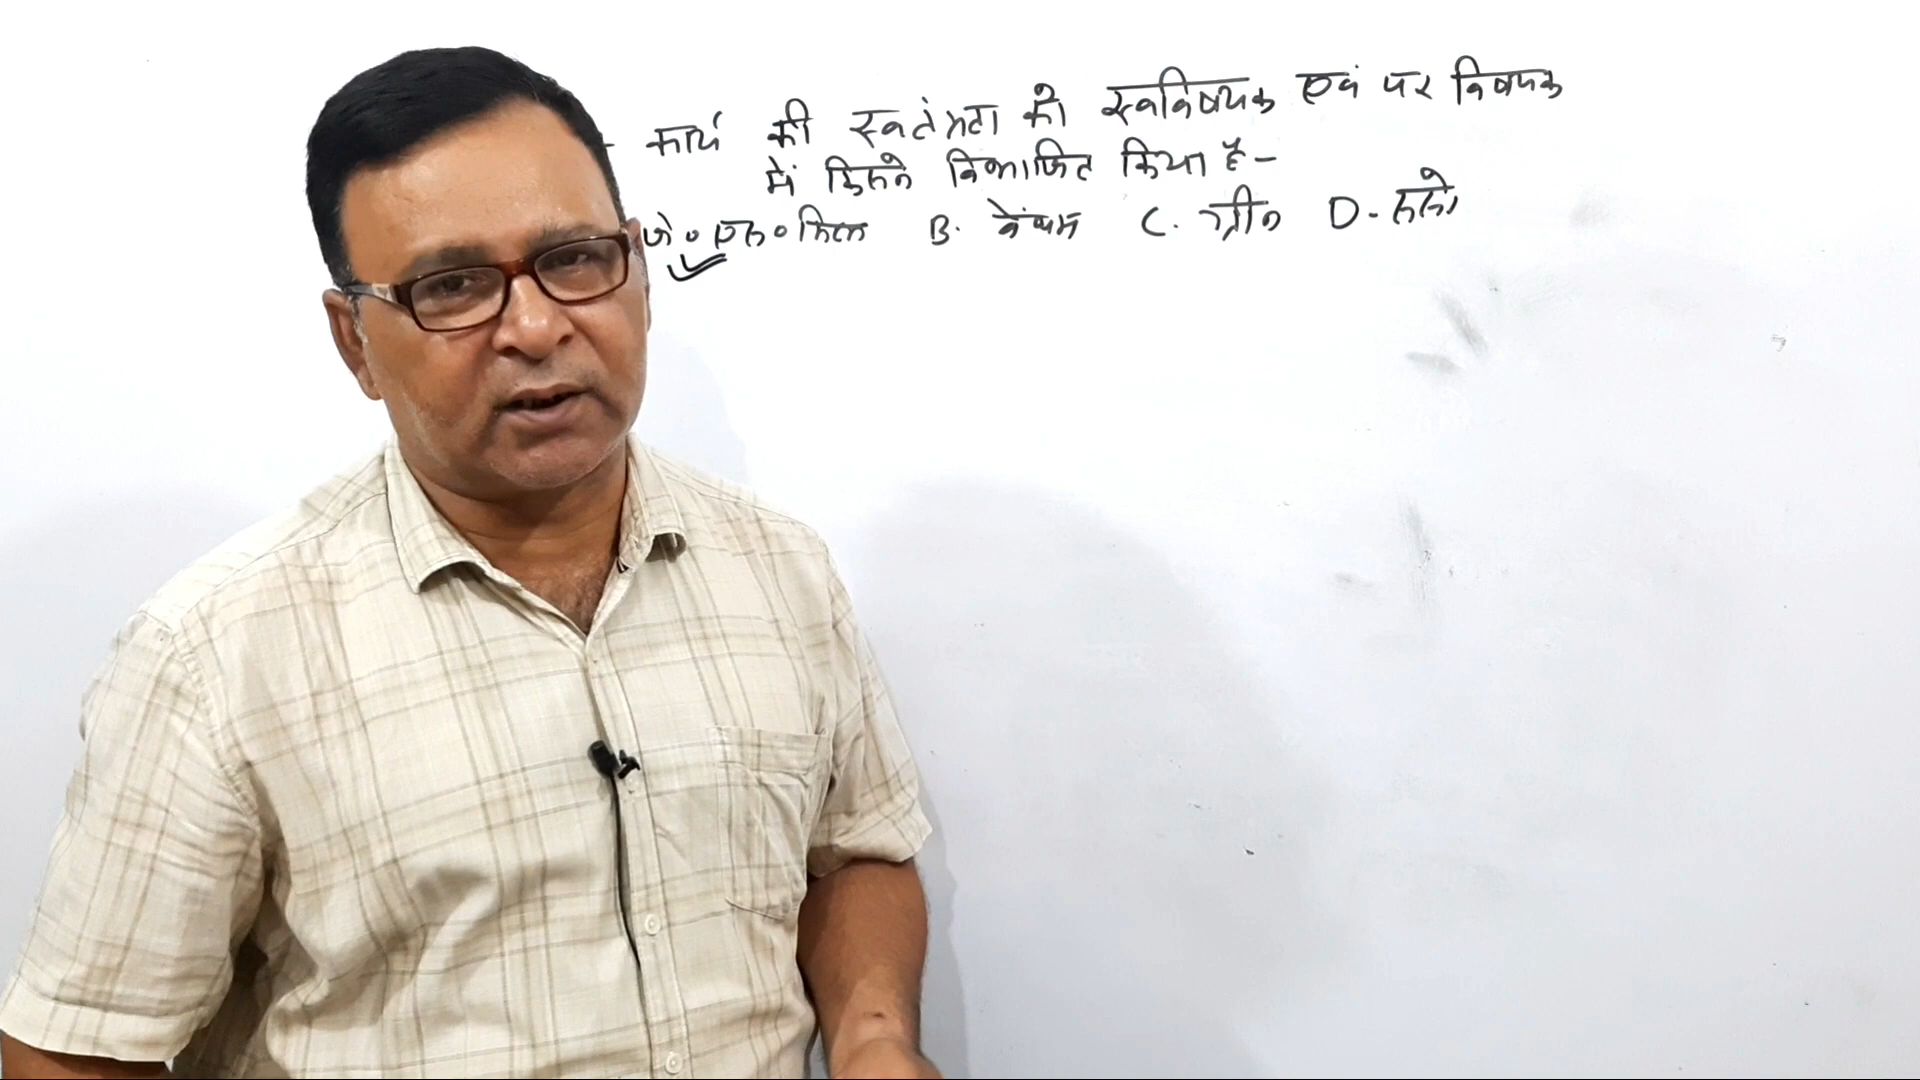 - कार्य की स्वतंत्रता को स्वविषयक एवं पर विषयक
में किसने विभाजित किया है-
जे० एस० मिल B. बेंथम C. ग्रीन D. रूसो